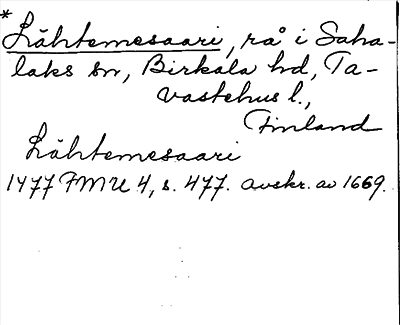 *Lähtemesaari, rå i Saha-
laks sn, Birkala hd, Ta-
vastehus l.,
Finland
Lähtemesaari
1477 FMU 4, s. 477. avskr. av 1669.